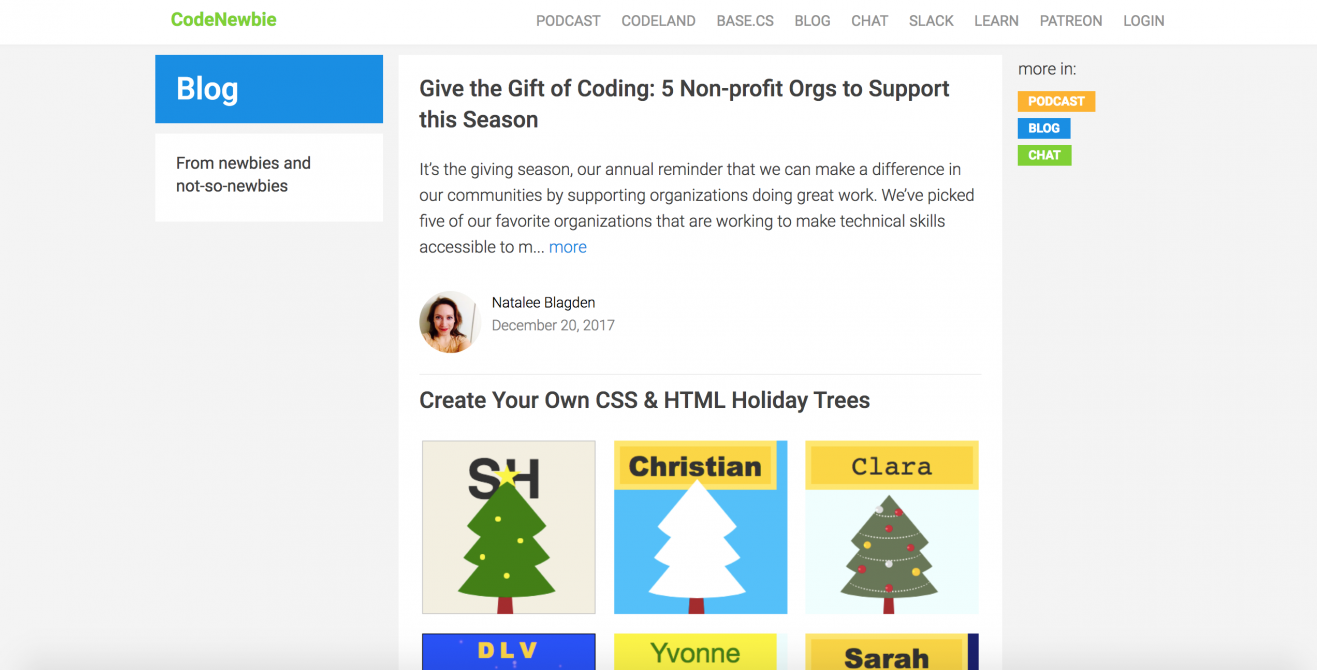 CodeNewbie
PODCAST CODELAND BASE.CS BLOG CHAT SLACK LEARN PATREON LOGIN
Blog
From newbies and
not-so-newbies
Give the Gift of Coding: 5 Non-profit Orgs to Support
this Season
It’s the giving season, our annual reminder that we can make a difference in
our communities by supporting organizations doing great work. We’ve picked
five of our favorite organizations that are working to make technical skills
accessible to m... more
Natalee Blagden
December 20, 2017
Create Your Own CSS & HTML Holiday Trees
SH
Christian
Clara
DLV
Yvonne
Sarah
more in:
PODCAST
BLOG
CHAT